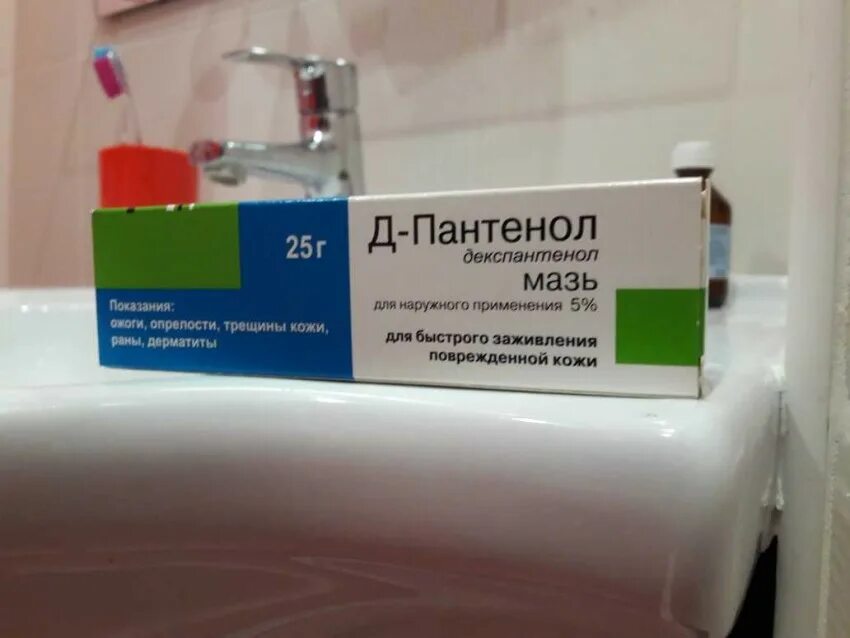 25г
Показания:
ожоги, опрелости, трещины кожи,
раны, дерматиты
Д-Пантенол
декспантенол
мазь
для наружного применения 5%
для быстрого заживления
поврежденной кожи